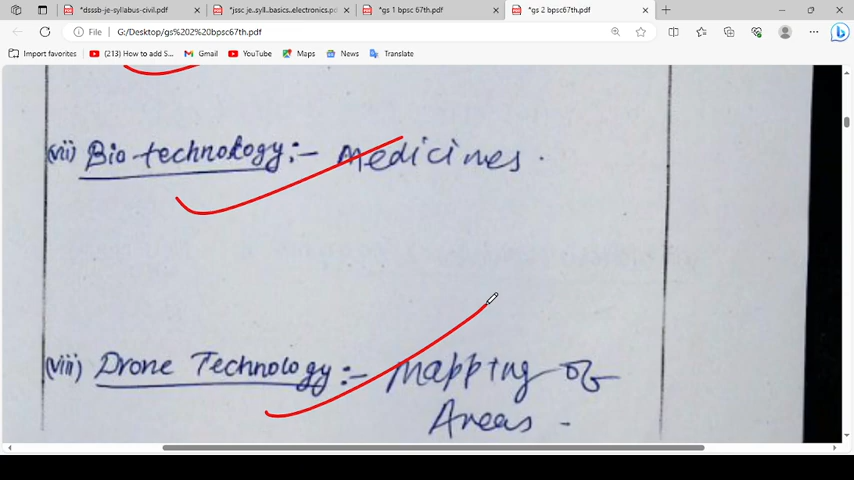 *dsssb-je-syllabus-civil.pdf
*jssc je.syll..basics..electronics.pd
*gs 1 bpsc 67th.pdf
*gs 2 bpsc67th.pdf
File G:/Desktop/gs%202%20bpsc67th.pdf
Import favorites (213) How to add S... Gmail YouTube Maps News Translate
(vii) Bio technology:- Medicines.
(viii) Drone Technology:- Mapping of
Areas -